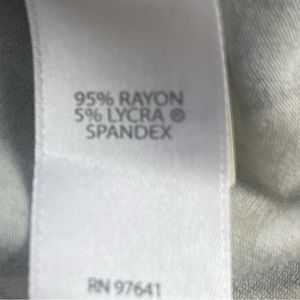 95% RAYON
5% LYCRA ®
SPANDEX
RN 97641